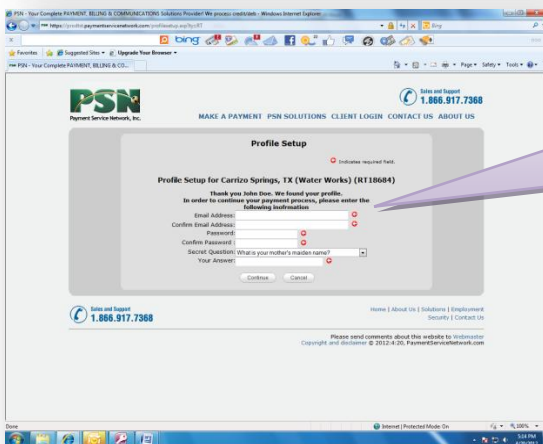 PSN - Your Complete PAYMENT, BILLING & COMMUNICATIONS Solutions Provider! We process credit/debi - Windows Internet Explorer
Bing
bing
Favorites Suggested Sites Upgrade Your Browser
PSN - Your Complete PAYMENT, BILLING & CO...
Page Safety Tools
PSN
Payment Service Network, Inc.
Sales and Support
1.866.917.7368
MAKE A PAYMENT PSN SOLUTIONS CLIENT LOGIN CONTACT US ABOUT US
Profile Setup
Indicates required field.
Profile Setup for Carrizo Springs, TX (Water Works) (RT18684)
Thank you John Doe. We found your profile.
In order to continue your payment process, please enter the
following inofrmation
Email Address:
Confirm Email Address:
Password:
Confirm Password :
Secret Question: What is your mother's maiden name?
Your Answer:
Continue Cancel
Sales and Support
1.866.917.7368
Home | About Us | Solutions | Employment
Security | Contact Us
Please send comments about this website to Webmaster
Copyright and disclaimer © 2012:4:20, PaymentServiceNetwork.com
Done
Internet | Protected Mode: On
100%
5:14 PM